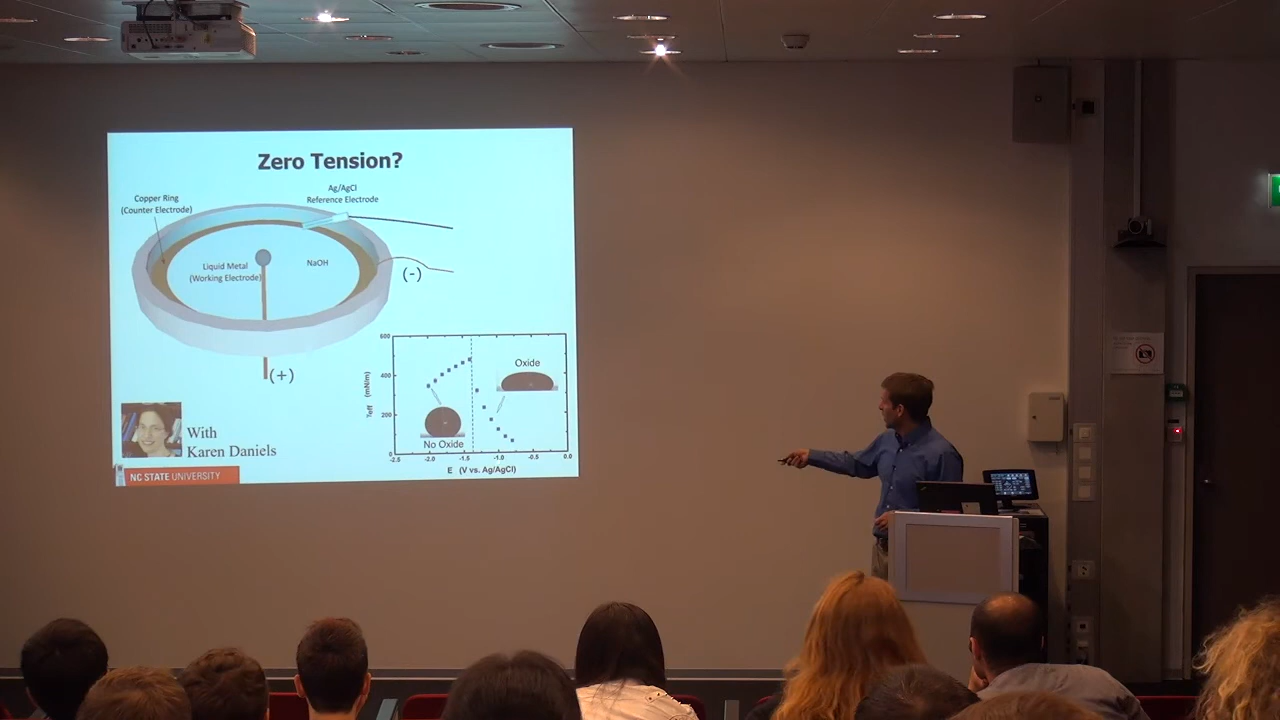 Zero Tension?
Ag/AgCl
Reference Electrode
Copper Ring
(Counter Electrode)
Liquid Metal
(Working Electrode)
NaOH
(-)
(+)
With
Karen Daniels
NC STATE UNIVERSITY
600
400
200
0
(mN/m)
Oxide
No Oxide
-2.5
-2.0
-1.5
-1.0
-0.5
0.0
E (V vs. Ag/AgCl)